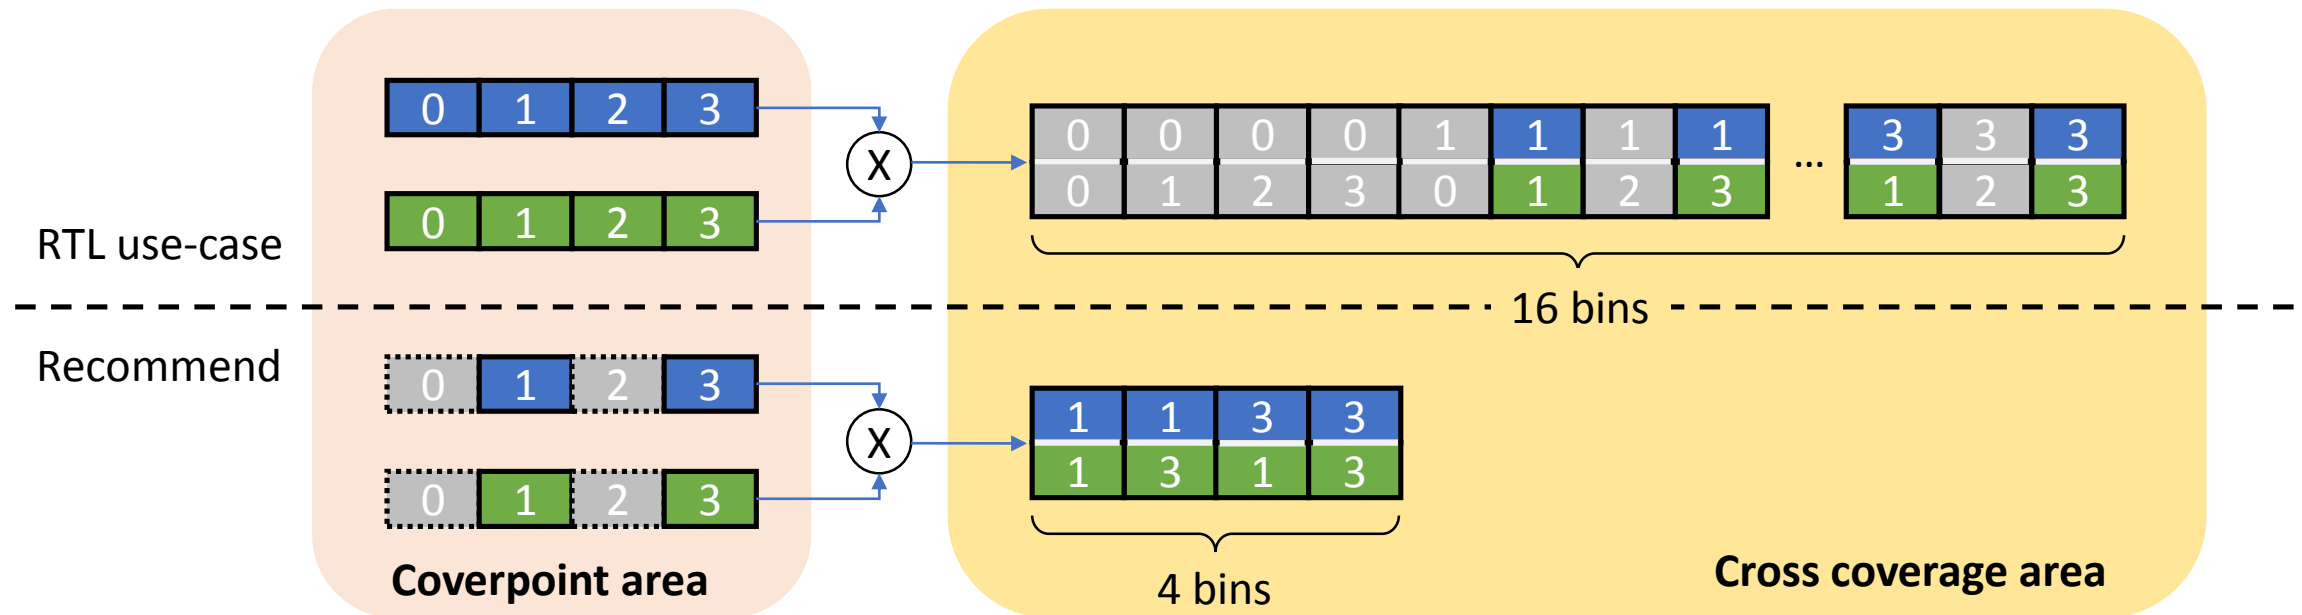 0 1 2 3
X
0 1 2 3
0 0 0 0 1 1 1 1 ... 3 3 3
0 1 2 3 0 1 2 3 1 2 3
RTL use-case
16 bins
Recommend
0 1 2 3
X
0 1 2 3
1 1 3 3
1 3 1 3
4 bins
Coverpoint area
Cross coverage area